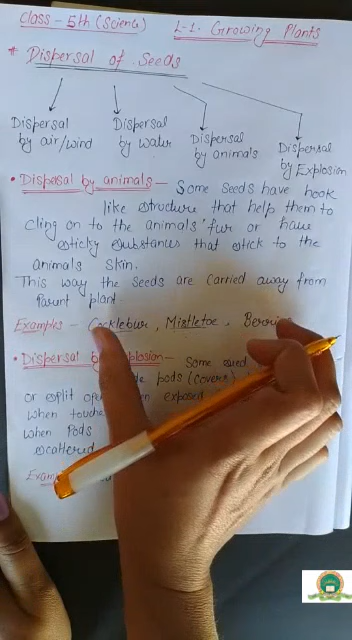 Class - 5th (Science) L-1. Growing Plants
* Dispersal of Seeds
Dispersal by air/wind
Dispersal by Water
Dispersal by animals
Dispersal by Explosion
• Dispersal by animals - Some Seeds have hook
like structure that help them to
cling on to the animals' fur or have
sticky substances that stick to the
animals skin.
This way the seeds are carried away from
Parent plant.
Examples - Cocklebur, Mistletoe, Berries
• Dispersal by Explosion - Some
pods (covers)
or split exposed
when
when Pods
scattered